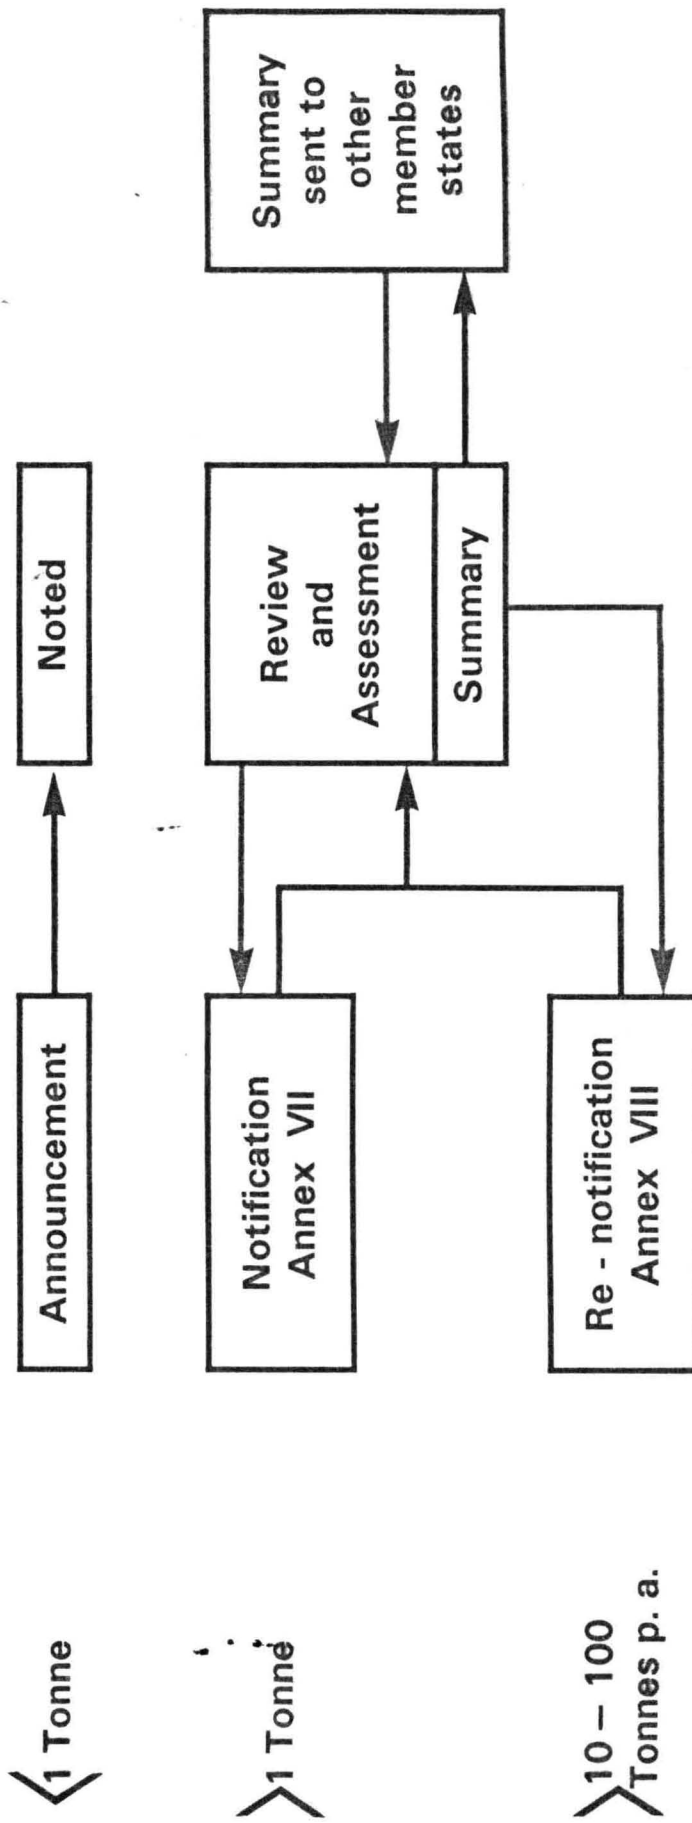 <1 Tonne
Announcement
Noted
>1 Tonne
Notification
Annex VII
Review
and
Assessment
Summary
Summary
sent to
other
member
states
>10 – 100
Tonnes p. a.
Re - notification
Annex VIII